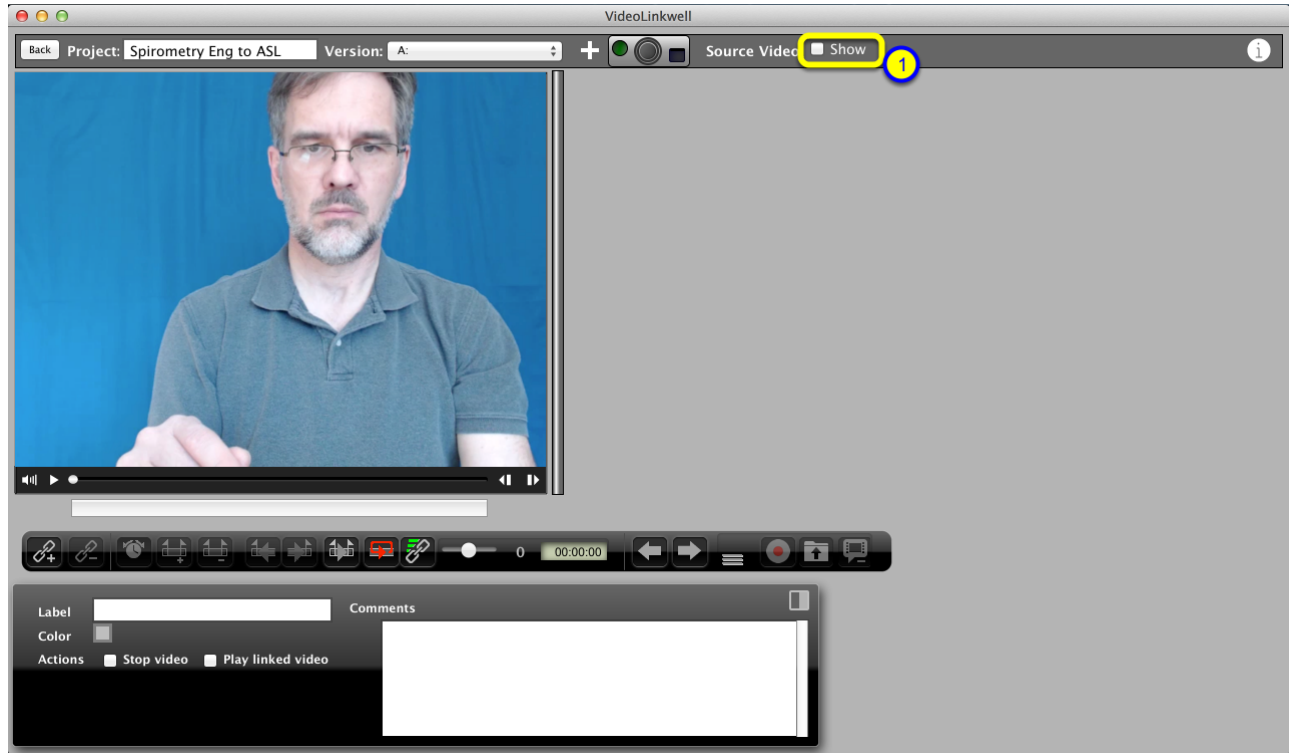 VideoLinkwell
Back Project: Spirometry Eng to ASL Version: A: Source Video Show
1
0 00:00:00
Label Comments
Color
Actions Stop video Play linked video